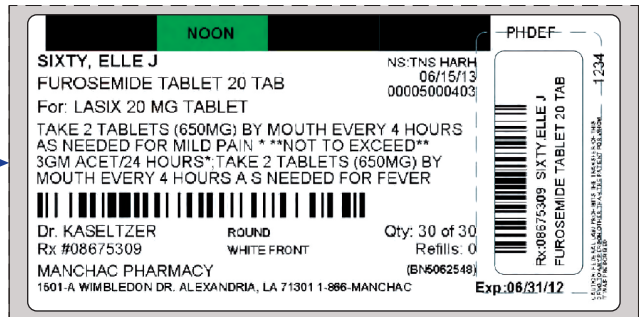 NOON
SIXTY, ELLE J
NS:TNS HARH
FUROSEMIDE TABLET 20 TAB
06/15/13
00005000403
For: LASIX 20 MG TABLET
TAKE 2 TABLETS (650MG) BY MOUTH EVERY 4 HOURS
AS NEEDED FOR MILD PAIN * **NOT TO EXCEED**
3GM ACET/24 HOURS*;TAKE 2 TABLETS (650MG) BY
MOUTH EVERY 4 HOURS A S NEEDED FOR FEVER
Dr. KASELTZER ROUND Qty: 30 of 30
Rx #08675309 WHITE FRONT Refills: 0
MANCHAC PHARMACY (BN5062548)
1501-A WIMBLEDON DR. ALEXANDRIA, LA 71301 1-866-MANCHAC
PHDEF
1234
Rx:08675309 SIXTY,ELLE J
FUROSEMIDE TABLET 20 TAB
Exp:06/31/12